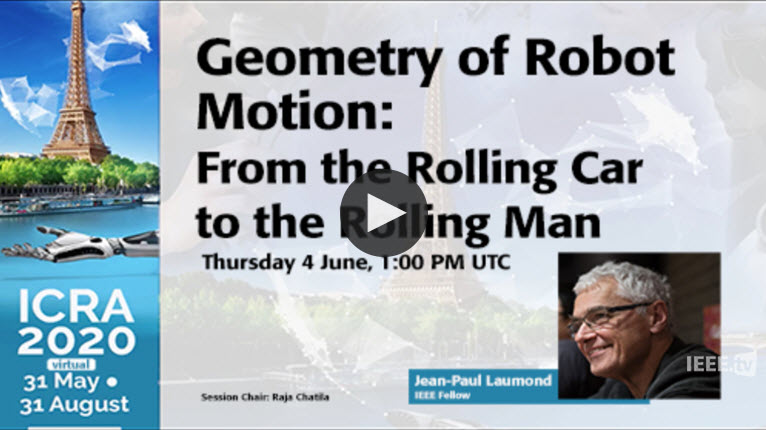 ICRA
2020
virtual
31 May ●
31 August
Geometry of Robot
Motion:
From the Rolling Car
to the Rolling Man
Thursday 4 June, 1:00 PM UTC
Jean-Paul Laumond
IEEE Fellow
IEEE.tv
Session Chair: Raja Chatila